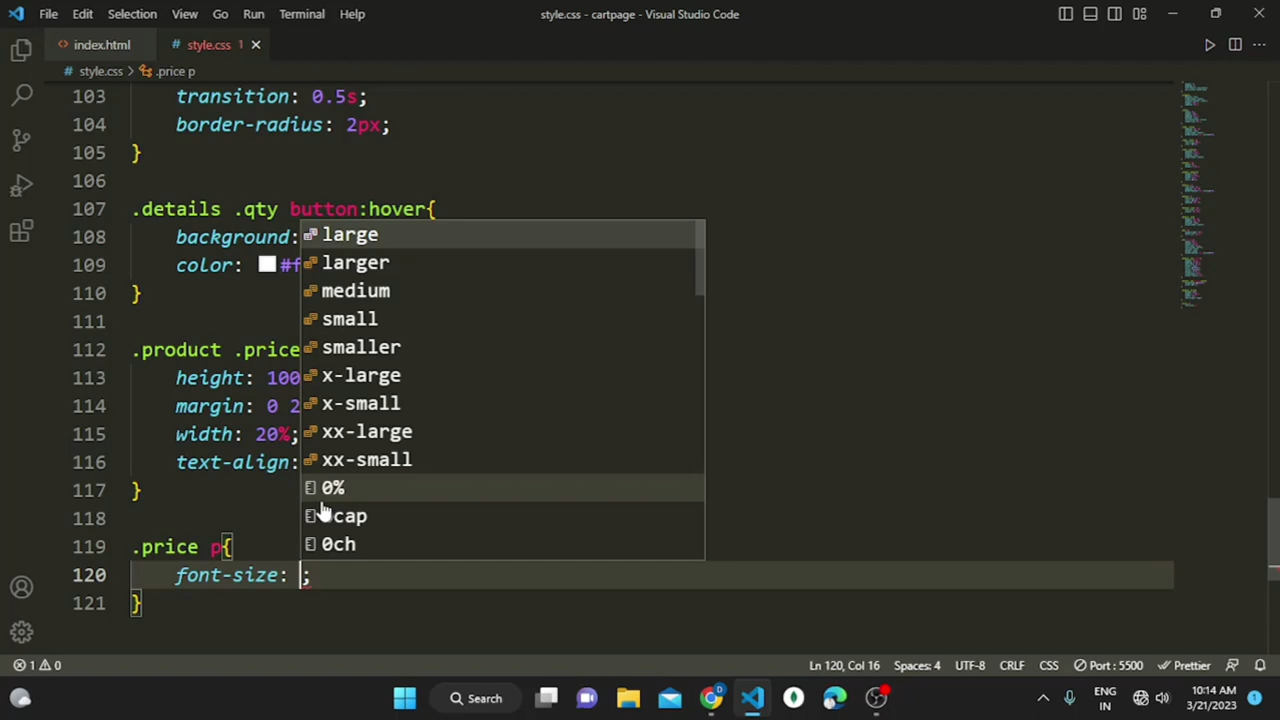 File Edit Selection View Go Run Terminal Help style.css - cartpage - Visual Studio Code
index.html style.css 1
style.css > .price p
103 transition: 0.5s;
104 border-radius: 2px;
105 }
106
107 .details .qty button:hover{
108 background:
109 color: #f
110 }
111
112 .product .price
113 height: 100
114 margin: 0 2
115 width: 20%;
116 text-align:
117 }
118
119 .price p{
120 font-size: ;
121 }
large
larger
medium
small
smaller
x-large
x-small
xx-large
xx-small
0%
cap
0ch
1 0 Ln 120, Col 16 Spaces: 4 UTF-8 CRLF CSS Port : 5500 Prettier
Search
ENG
IN
10:14 AM
3/21/2023
1
D